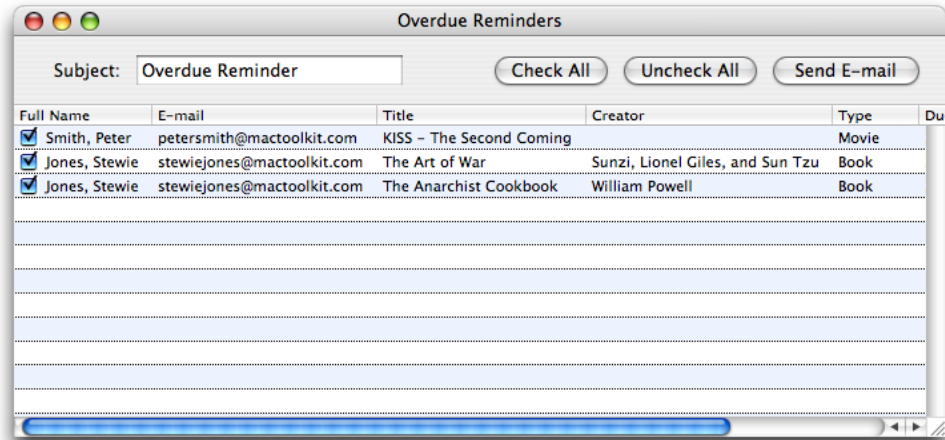 Overdue Reminders
Subject: Overdue Reminder Check All Uncheck All Send E-mail
Full Name E-mail Title Creator Type Du
Smith, Peter petersmith@mactoolkit.com KISS - The Second Coming Movie
Jones, Stewie stewiejones@mactoolkit.com The Art of War Sunzi, Lionel Giles, and Sun Tzu Book
Jones, Stewie stewiejones@mactoolkit.com The Anarchist Cookbook William Powell Book